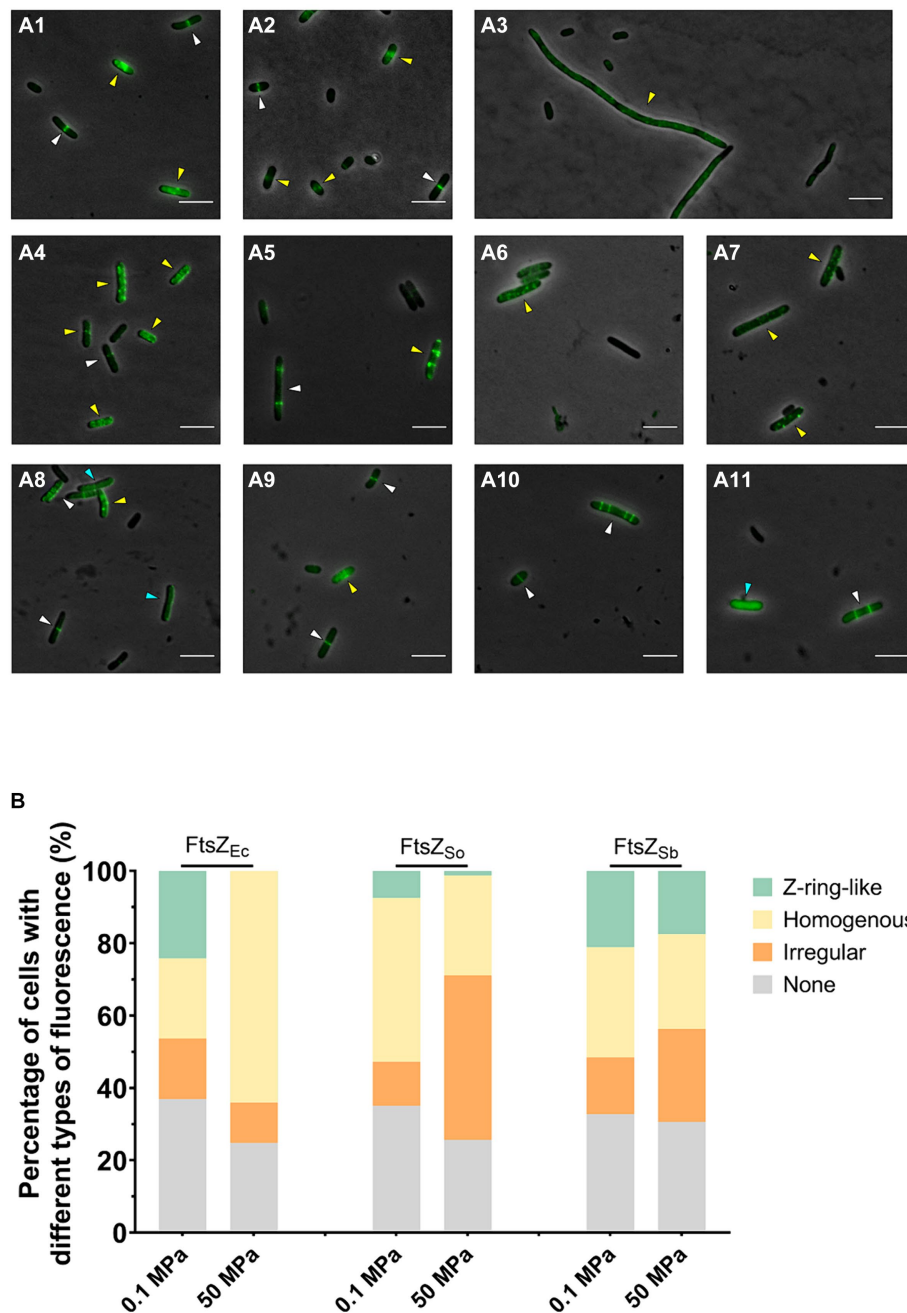 A1
A2
A3
A4
A5
A6
A7
A8
A9
A10
A11
B
Percentage of cells with
different types of fluorescence (%)
100
80
60
40
20
0
FtsZEc
FtsZSo
FtsZSb
0.1 MPa
50 MPa
0.1 MPa
50 MPa
0.1 MPa
50 MPa
Z-ring-like
Homogenous
Irregular
None